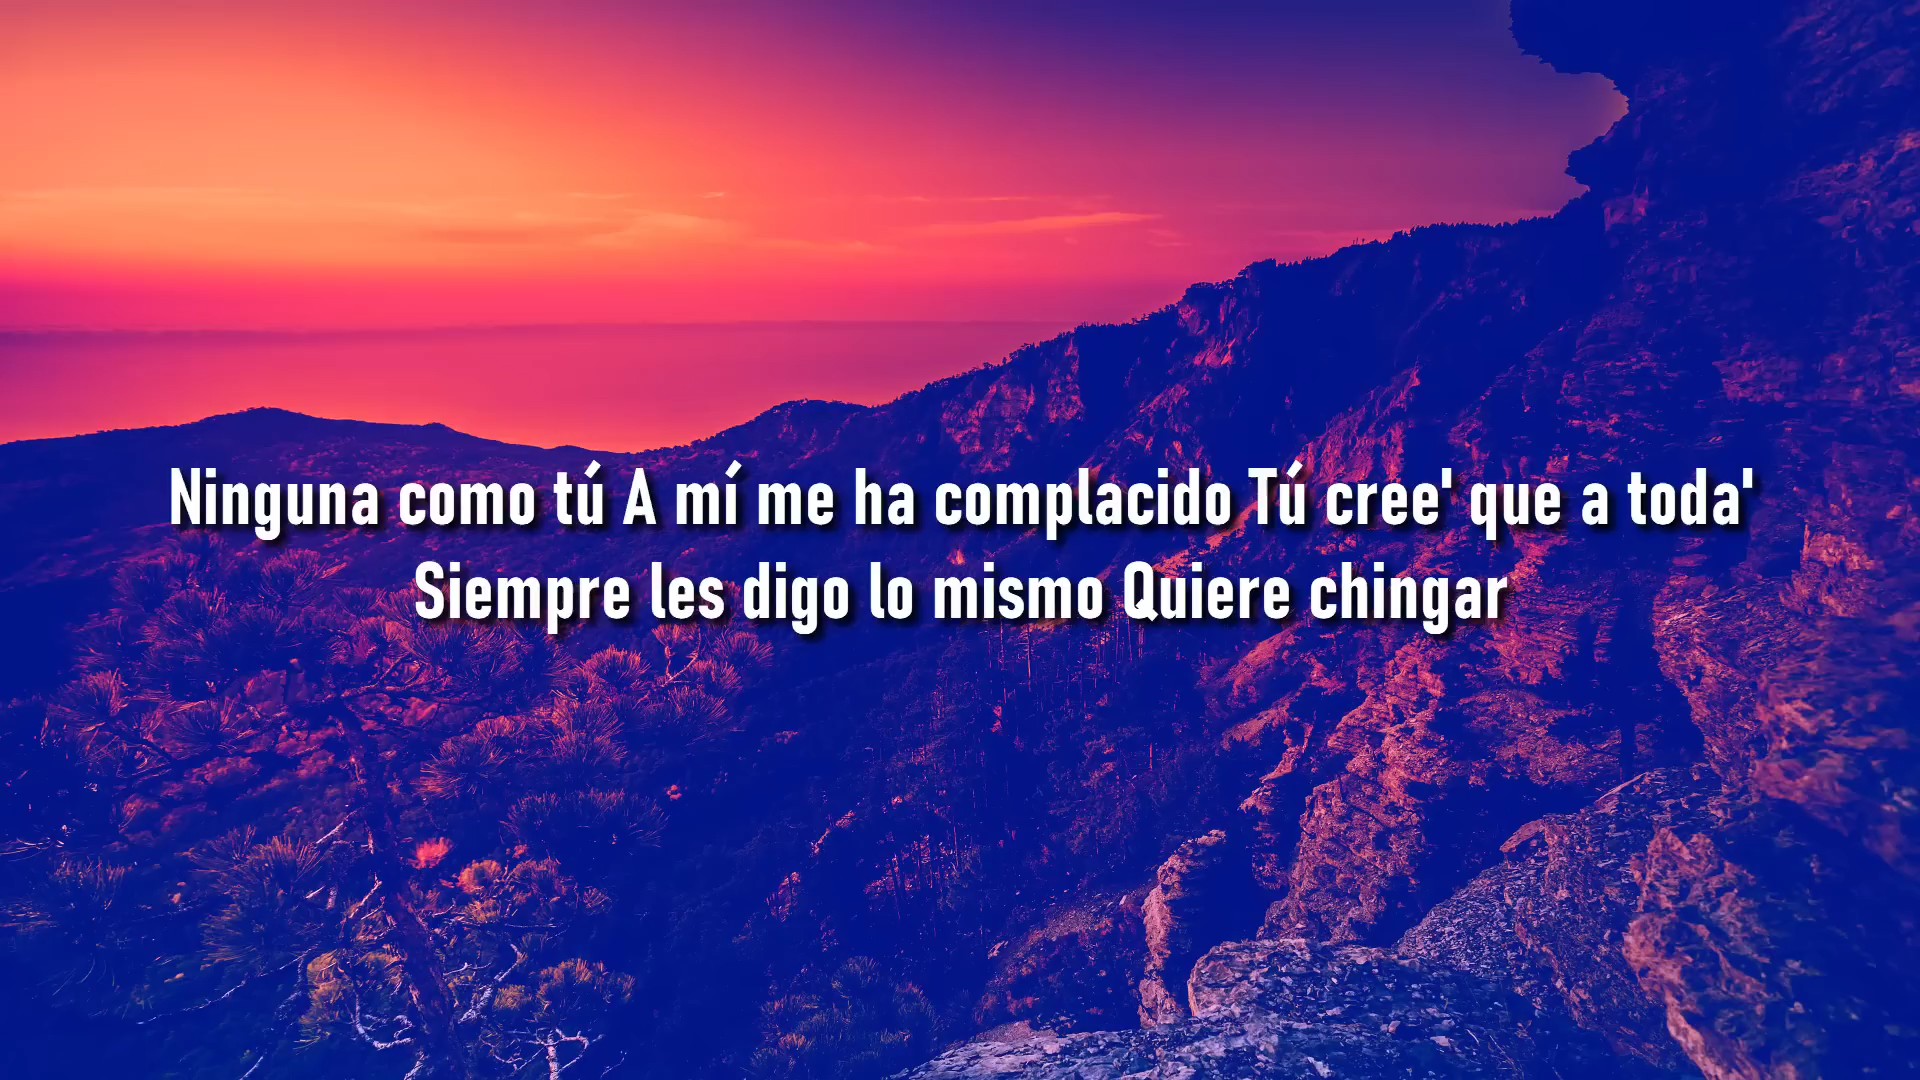 Ninguna como tú A mí me ha complacido Tú cree' que a toda'
Siempre les digo lo mismo Quiere chingar